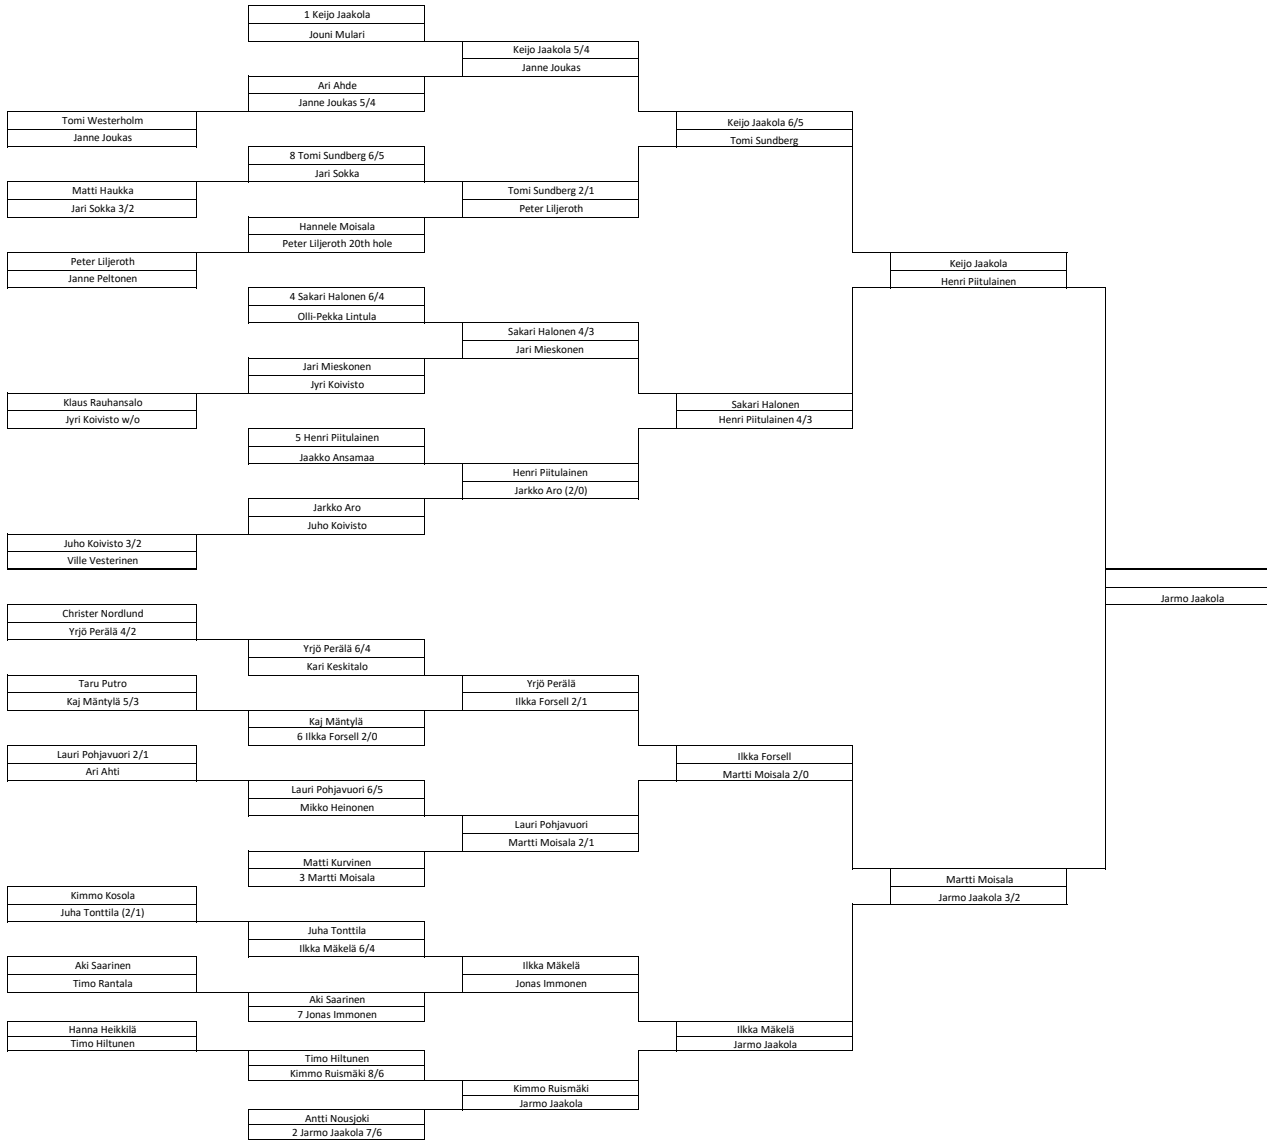 1 Keijo Jaakola
Jouni Mulari
Keijo Jaakola 5/4
Janne Joukas
Ari Ahde
Janne Joukas 5/4
Tomi Westerholm
Janne Joukas
Keijo Jaakola 6/5
Tomi Sundberg
8 Tomi Sundberg 6/5
Jari Sokka
Matti Haukka
Jari Sokka 3/2
Tomi Sundberg 2/1
Peter Liljeroth
Hannele Moisala
Peter Liljeroth 20th hole
Peter Liljeroth
Janne Peltonen
Keijo Jaakola
Henri Piitulainen
4 Sakari Halonen 6/4
Olli-Pekka Lintula
Sakari Halonen 4/3
Jari Mieskonen
Jari Mieskonen
Jyri Koivisto
Klaus Rauhansalo
Jyri Koivisto w/o
Sakari Halonen
Henri Piitulainen 4/3
5 Henri Piitulainen
Jaakko Ansamaa
Henri Piitulainen
Jarkko Aro (2/0)
Jarkko Aro
Juho Koivisto
Juho Koivisto 3/2
Ville Vesterinen
Jarmo Jaakola
Christer Nordlund
Yrjö Perälä 4/2
Yrjö Perälä 6/4
Kari Keskitalo
Taru Putro
Kaj Mäntylä 5/3
Yrjö Perälä
Ilkka Forsell 2/1
Kaj Mäntylä
6 Ilkka Forsell 2/0
Lauri Pohjavuori 2/1
Ari Ahti
Ilkka Forsell
Martti Moisala 2/0
Lauri Pohjavuori 6/5
Mikko Heinonen
Lauri Pohjavuori
Martti Moisala 2/1
Matti Kurvinen
3 Martti Moisala
Martti Moisala
Jarmo Jaakola 3/2
Kimmo Kosola
Juha Tonttila (2/1)
Juha Tonttila
Ilkka Mäkelä 6/4
Aki Saarinen
Timo Rantala
Ilkka Mäkelä
Jonas Immonen
Aki Saarinen
7 Jonas Immonen
Hanna Heikkilä
Timo Hiltunen
Ilkka Mäkelä
Jarmo Jaakola
Timo Hiltunen
Kimmo Ruismäki 8/6
Kimmo Ruismäki
Jarmo Jaakola
Antti Nousjoki
2 Jarmo Jaakola 7/6